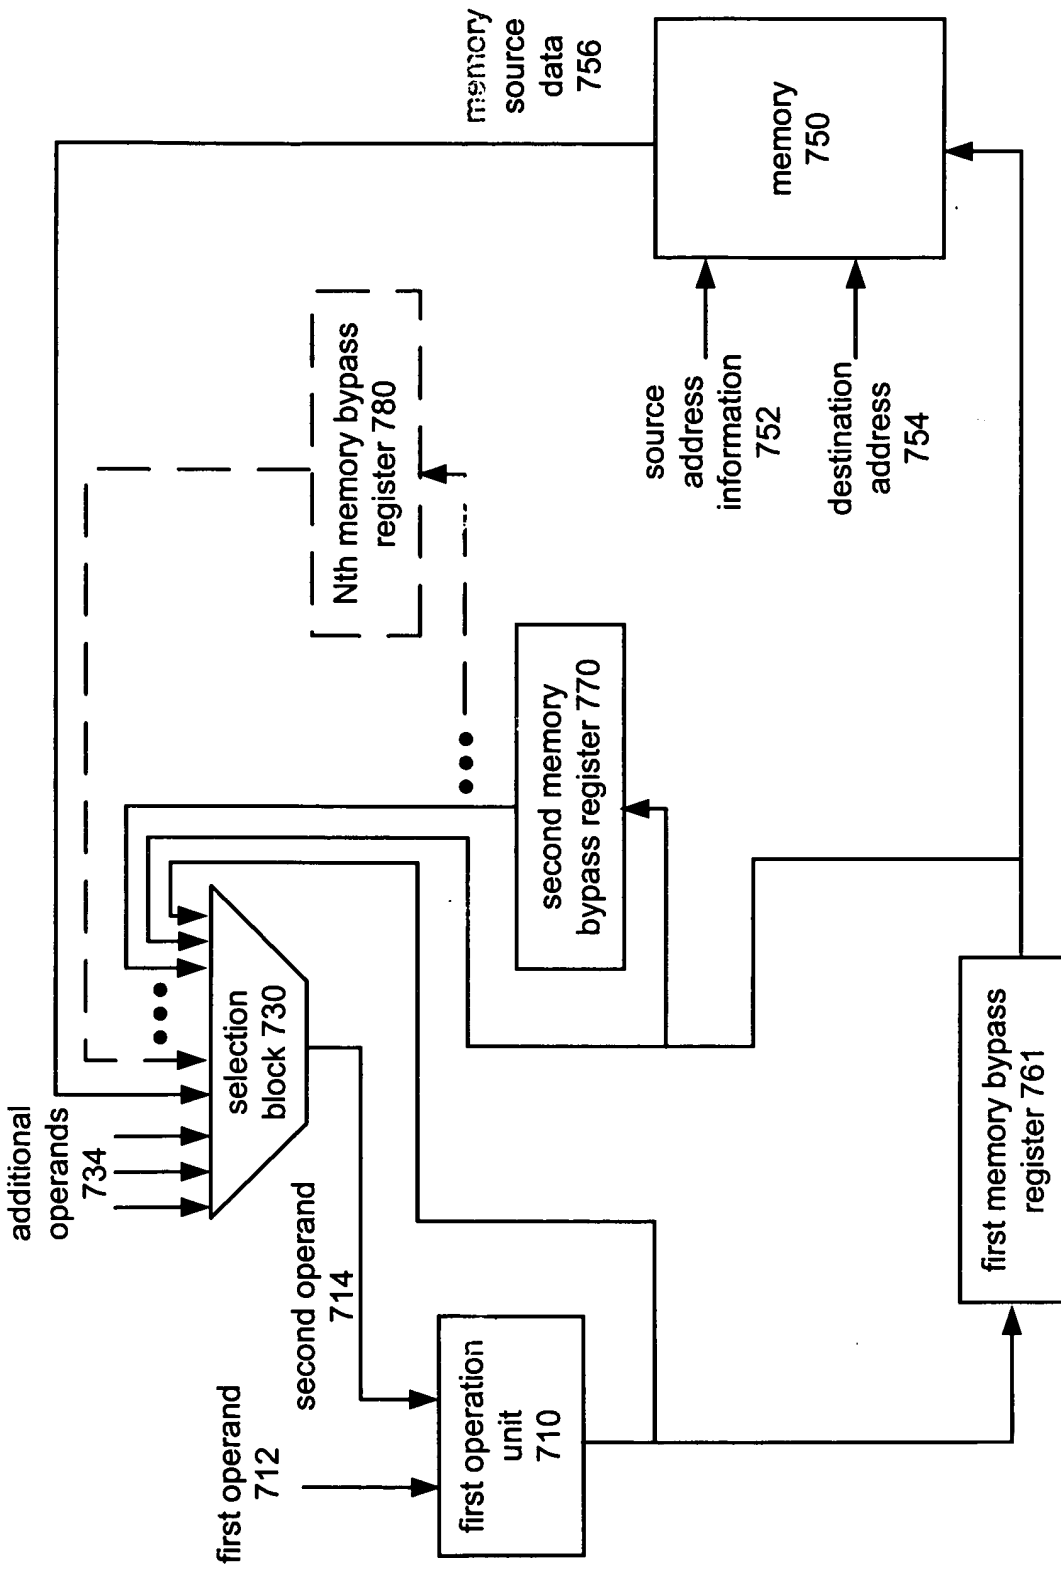 additional
operands
734
selection
block 730
first operand
712
second operand
714
first operation
unit
710
Nth memory bypass
register 780
second memory
bypass register 770
first memory bypass
register 761
memory
source
data
756
memory
750
source
address
information
752
destination
address
754